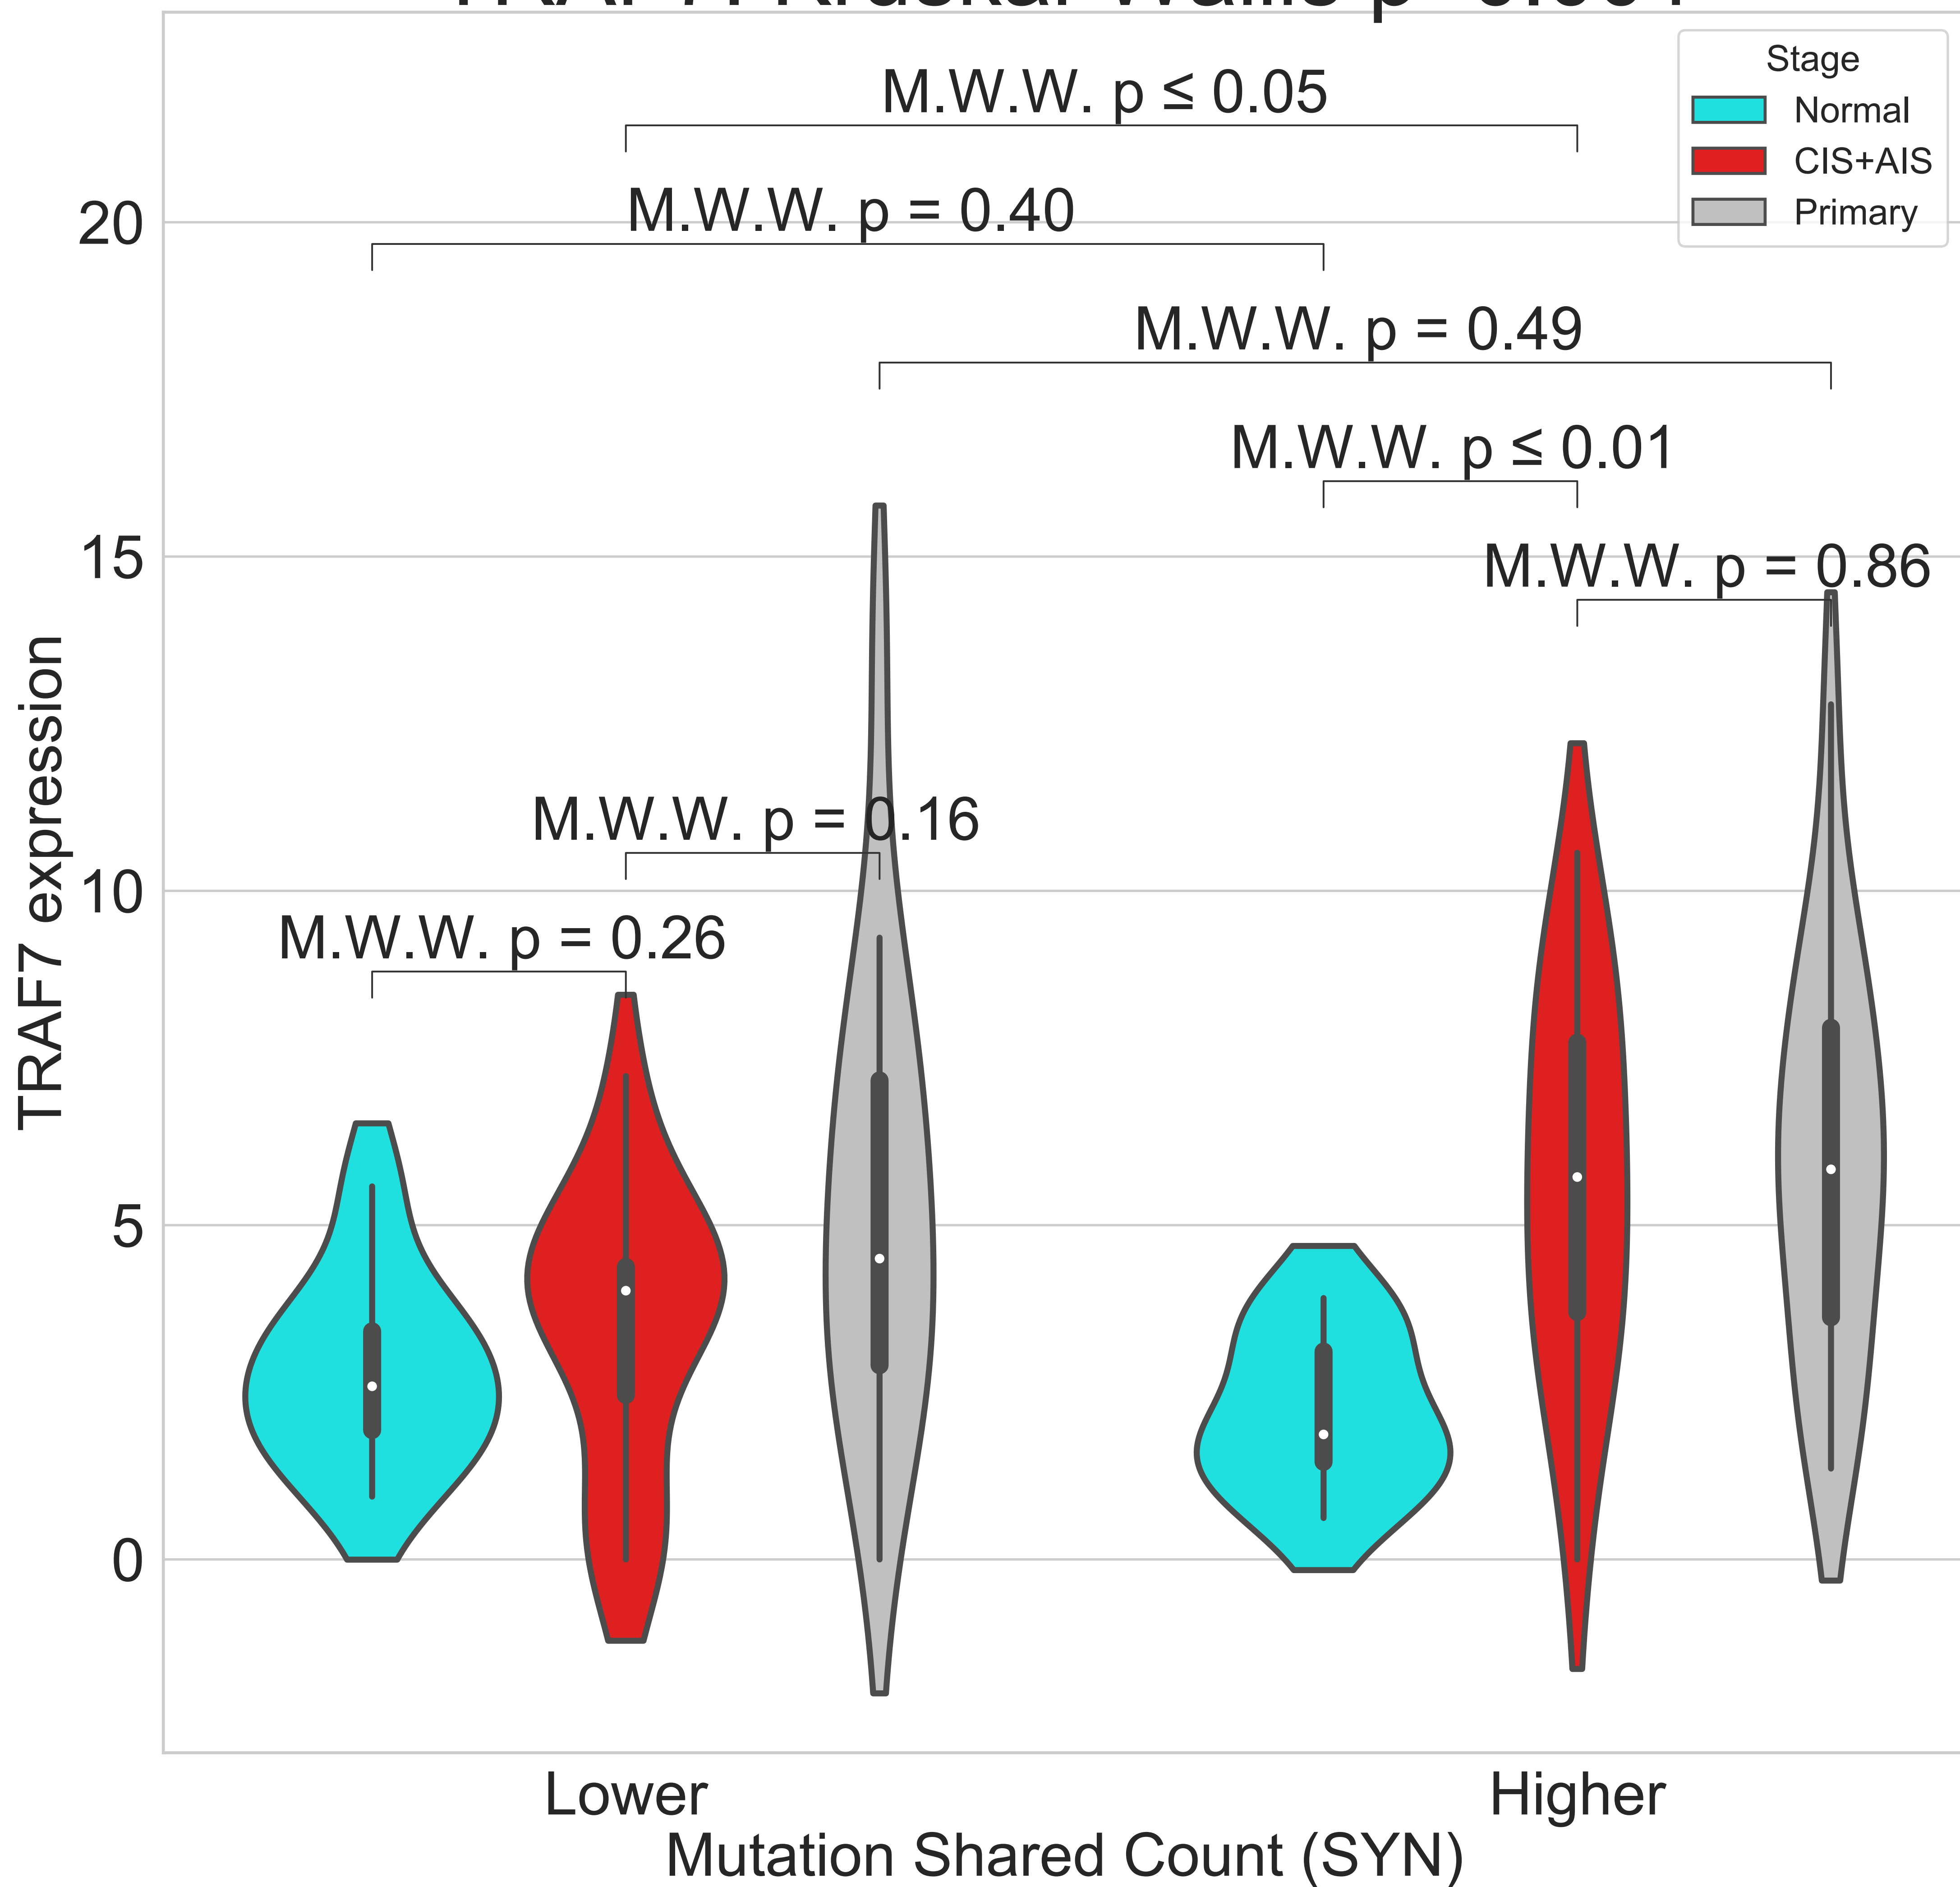 Stage
Normal
CIS+AIS
Primary
M.W.W. p ≤ 0.05
M.W.W. p = 0.40
M.W.W. p = 0.49
M.W.W. p ≤ 0.01
M.W.W. p = 0.86
M.W.W. p = 0.16
M.W.W. p = 0.26
20
15
10
5
0
TRAF7 expression
Lower
Higher
Mutation Shared Count (SYN)